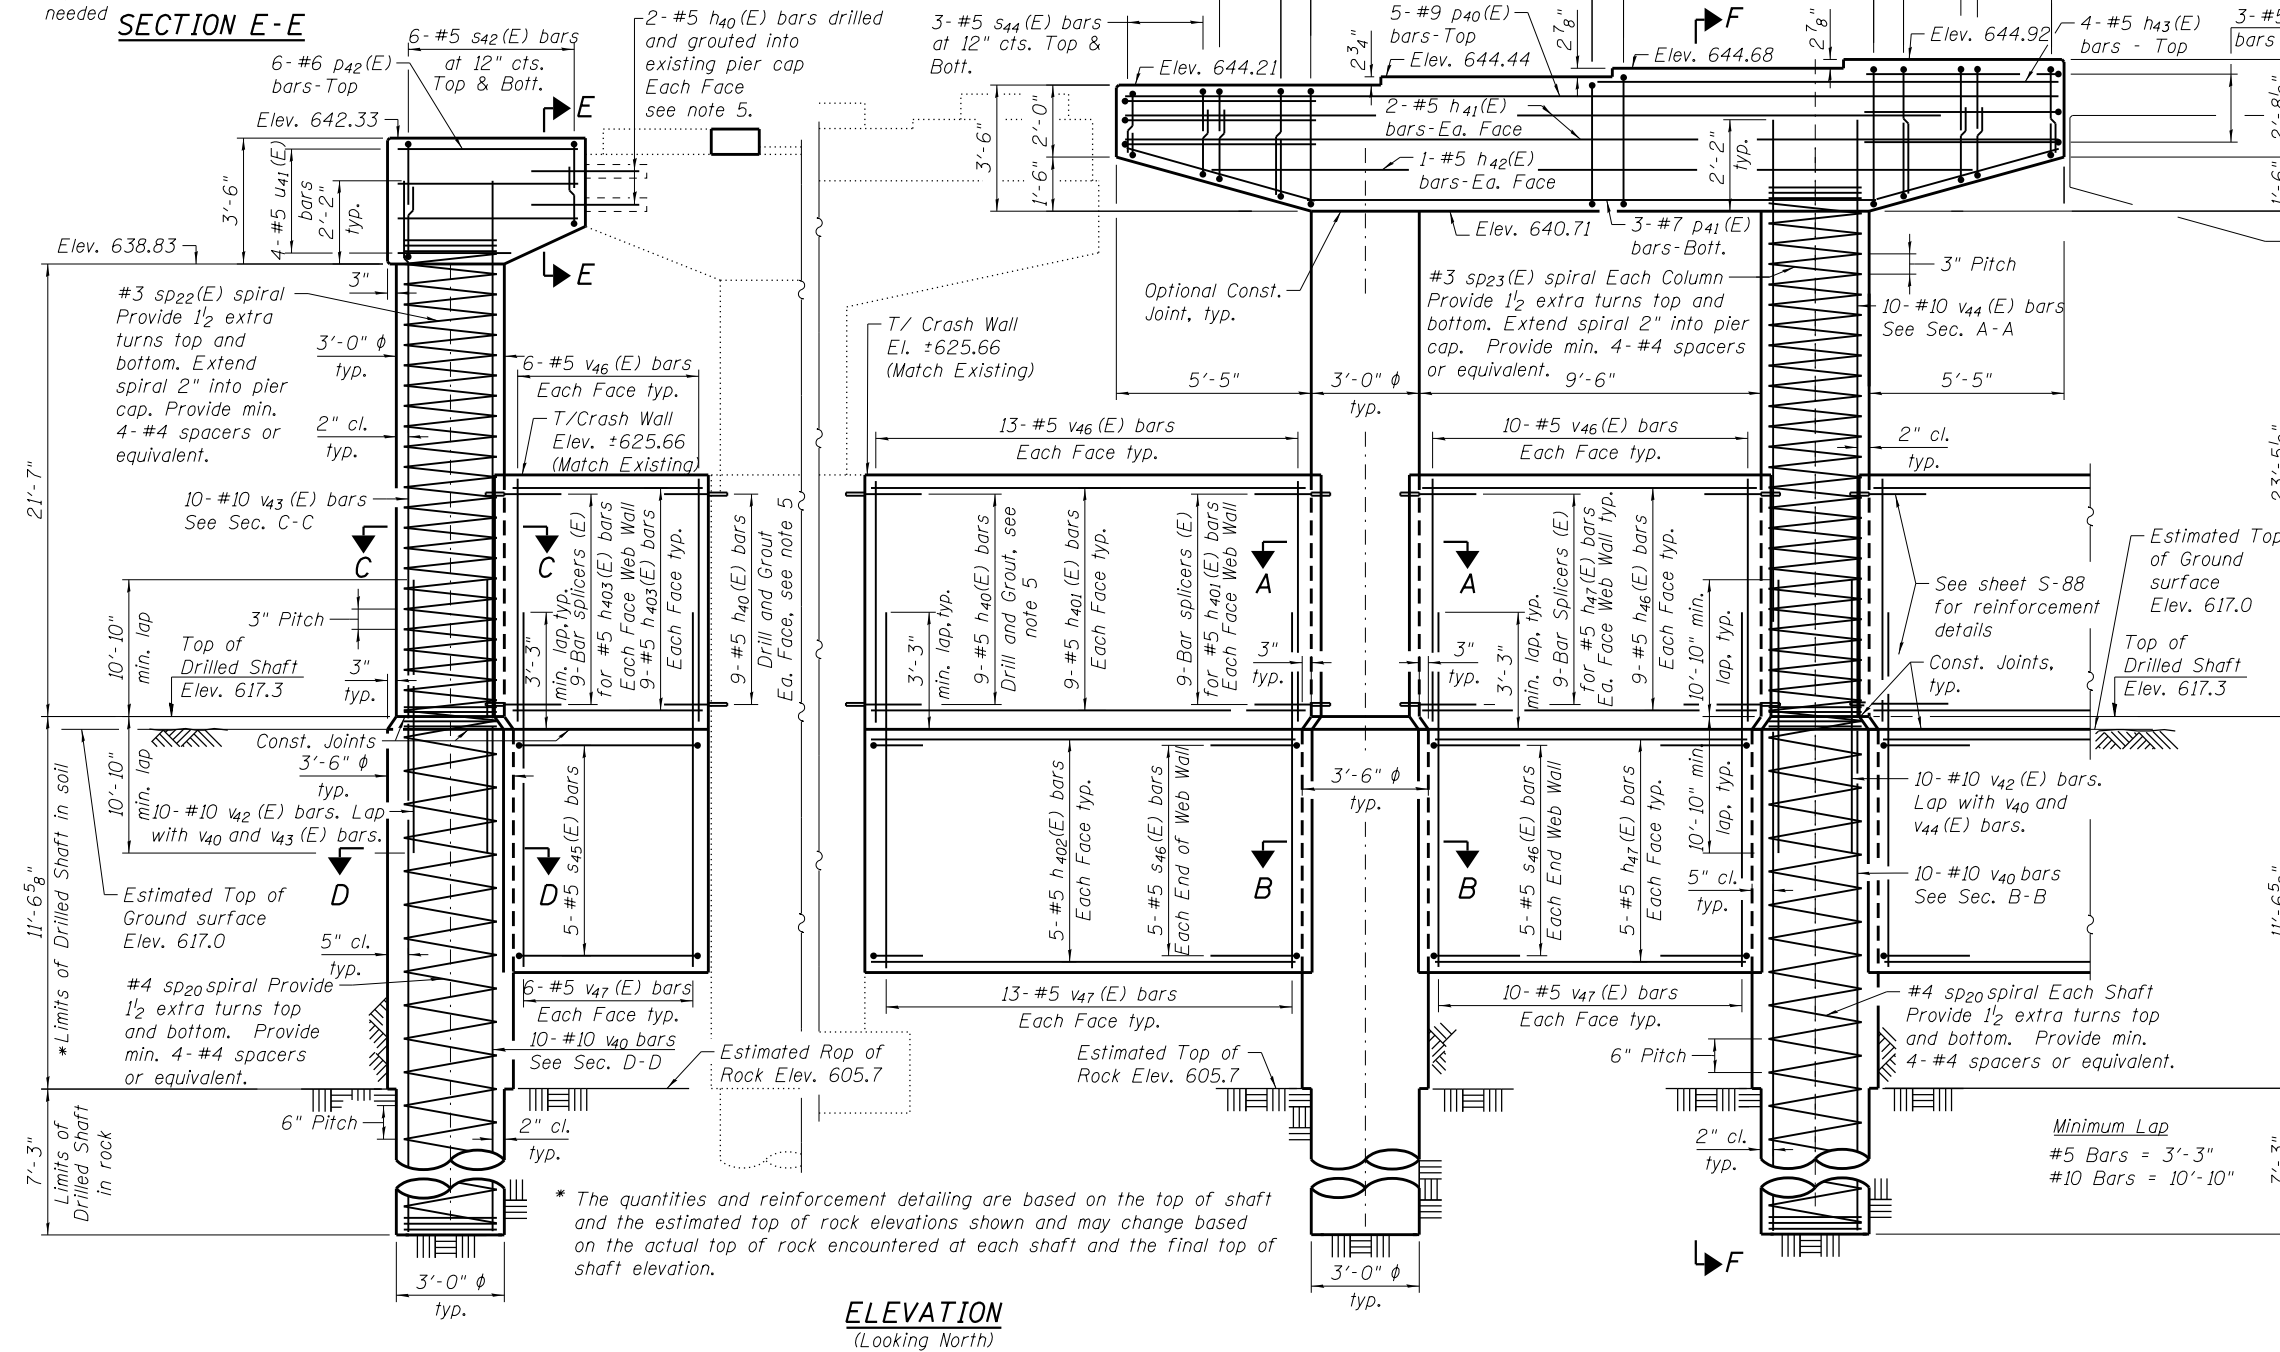 needed
SECTION E-E
6-#5 s42(E) bars
at 12" cts.
Top & Bott.
6-#6 p42(E)
bars-Top
Elev. 642.33
E
E
2-#5 h40(E) bars drilled
and grouted into
existing pier cap
Each Face
see note 5.
3'-6"
4-#5 u41(E)
bars
2'-2"
typ.
Elev. 638.83
3"
#3 sp22(E) spiral
Provide 1½ extra
turns top and
bottom. Extend
spiral 2" into pier
cap. Provide min.
4-#4 spacers or
equivalent.
3'-0" ϕ
typ.
2" cl.
typ.
6-#5 v46(E) bars
Each Face typ.
T/Crash Wall
Elev. ±625.66
(Match Existing)
21'-7"
10-#10 v43(E) bars
See Sec. C-C
C
C
10'-10"
min. lap
3" Pitch
3"
typ.
Top of
Drilled Shaft
Elev. 617.3
3'-3"
min. lap, typ.
9-Bar splicers (E)
for #5 h403(E) bars
Each Face Web Wall
9-#5 h403(E) bars
Each Face typ.
9-#5 h40(E) bars
Drill and Grout
Ea. Face, see note 5
Const. Joints
3'-6" ϕ
typ.
10'-10"
min. lap
10-#10 v42(E) bars. Lap
with v40 and v43(E) bars.
D
D
Estimated Top of
Ground surface
Elev. 617.0
5" cl.
typ.
11'-6⅝"
*Limits of Drilled Shaft in soil
5-#5 s45(E) bars
#4 sp20 spiral Provide
1½ extra turns top
and bottom. Provide
min. 4-#4 spacers
or equivalent.
6-#5 v47(E) bars
Each Face typ.
10-#10 v40 bars
See Sec. D-D
Estimated Rop of
Rock Elev. 605.7
7'-3"
Limits of
Drilled Shaft
in rock
6" Pitch
2" cl.
typ.
3'-0" ϕ
typ.
3-#5 s44(E) bars
at 12" cts. Top &
Bott.
Elev. 644.21
2¾"
5-#9 p40(E)
bars-Top
Elev. 644.44
2⅞"
Elev. 644.68
F
2⅞"
Elev. 644.92
4-#5 h43(E)
bars - Top
3-#5
bars
3'-6"
2'-0"
1'-6"
2-#5 h41(E)
bars-Ea. Face
1-#5 h42(E)
bars-Ea. Face
2'-2"
typ.
1'-6"
Elev. 640.71
3-#7 p41(E)
bars-Bott.
Optional Const.
Joint, typ.
#3 sp23(E) spiral Each Column
Provide 1½ extra turns top and
bottom. Extend spiral 2" into pier
cap. Provide min. 4-#4 spacers
or equivalent.
3" Pitch
10-#10 v44(E) bars
See Sec. A-A
T/ Crash Wall
El. ±625.66
(Match Existing)
5'-5"
3'-0" ϕ
typ.
9'-6"
5'-5"
13-#5 v46(E) bars
Each Face typ.
10-#5 v46(E) bars
Each Face typ.
2" cl.
typ.
3'-3"
min. lap, typ.
9-#5 h40(E) bars
Drill and Grout, see
note 5
9-#5 h401(E) bars
Each Face typ.
9-Bar splicers (E)
for #5 h401(E) bars
Each Face Web Wall
A
A
3"
typ.
3"
typ.
3'-3"
min. lap, typ.
9-Bar Splicers (E)
for #5 h47(E) bars
Ea. Face Web Wall typ.
9-#5 h46(E) bars
Each Face typ.
10'-10" min.
lap, typ.
See sheet S-88
for reinforcement
details
Const. Joints,
typ.
Estimated Top
of Ground
surface
Elev. 617.0
Top of
Drilled Shaft
Elev. 617.3
3'-6" ϕ
typ.
5-#5 h402(E) bars
Each Face typ.
5-#5 s46(E) bars
Each End of Web Wall
B
B
5-#5 s46(E) bars
Each End Web Wall
5-#5 h47(E) bars
Each Face typ.
10'-10" min.
lap, typ.
5" cl.
typ.
10-#10 v42(E) bars.
Lap with v40 and
v44(E) bars.
10-#10 v40 bars
See Sec. B-B
13-#5 v47(E) bars
Each Face typ.
10-#5 v47(E) bars
Each Face typ.
Estimated Top of
Rock Elev. 605.7
6" Pitch
#4 sp20 spiral Each Shaft
Provide 1½ extra turns top
and bottom. Provide min.
4-#4 spacers or equivalent.
2" cl.
typ.
Minimum Lap
#5 Bars = 3'-3"
#10 Bars = 10'-10"
7'-3"
3'-0" ϕ
typ.
F
* The quantities and reinforcement detailing are based on the top of shaft
and the estimated top of rock elevations shown and may change based
on the actual top of rock encountered at each shaft and the final top of
shaft elevation.
ELEVATION
(Looking North)